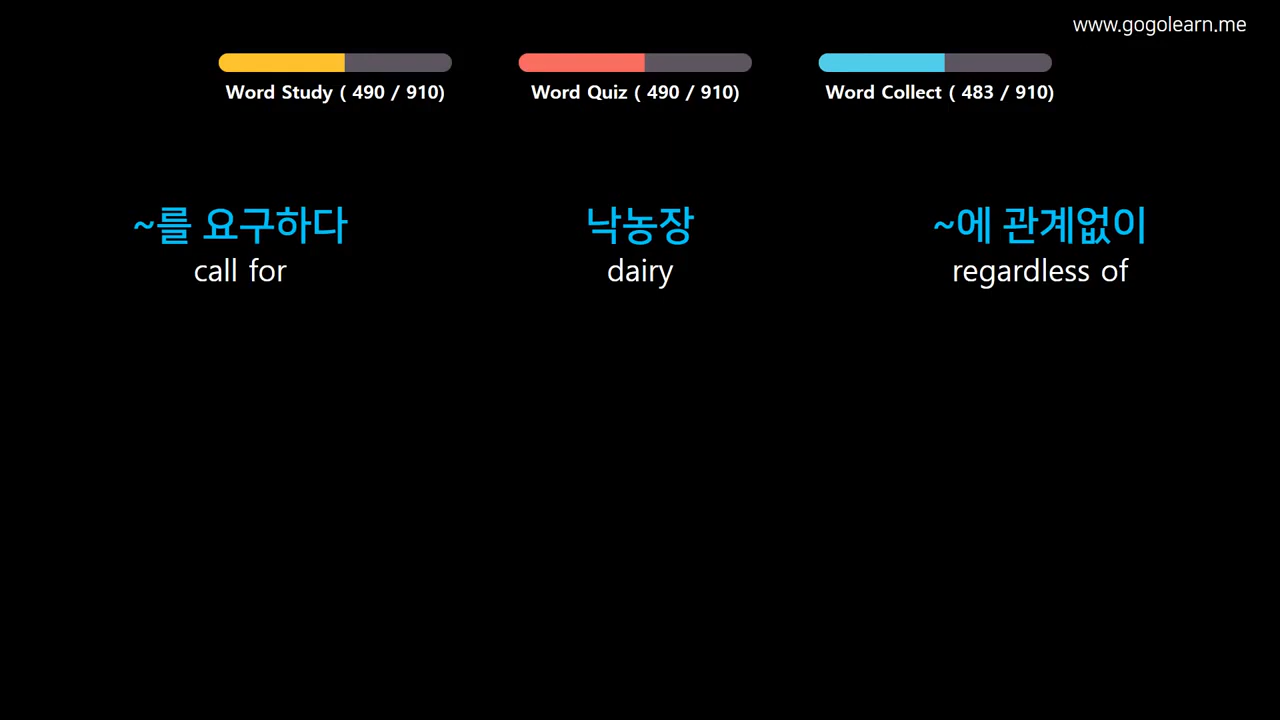 www.gogolearn.me
Word Study ( 490 / 910)
Word Quiz ( 490 / 910)
Word Collect ( 483 / 910)
~를 요구하다
call for
낙농장
dairy
~에 관계없이
regardless of